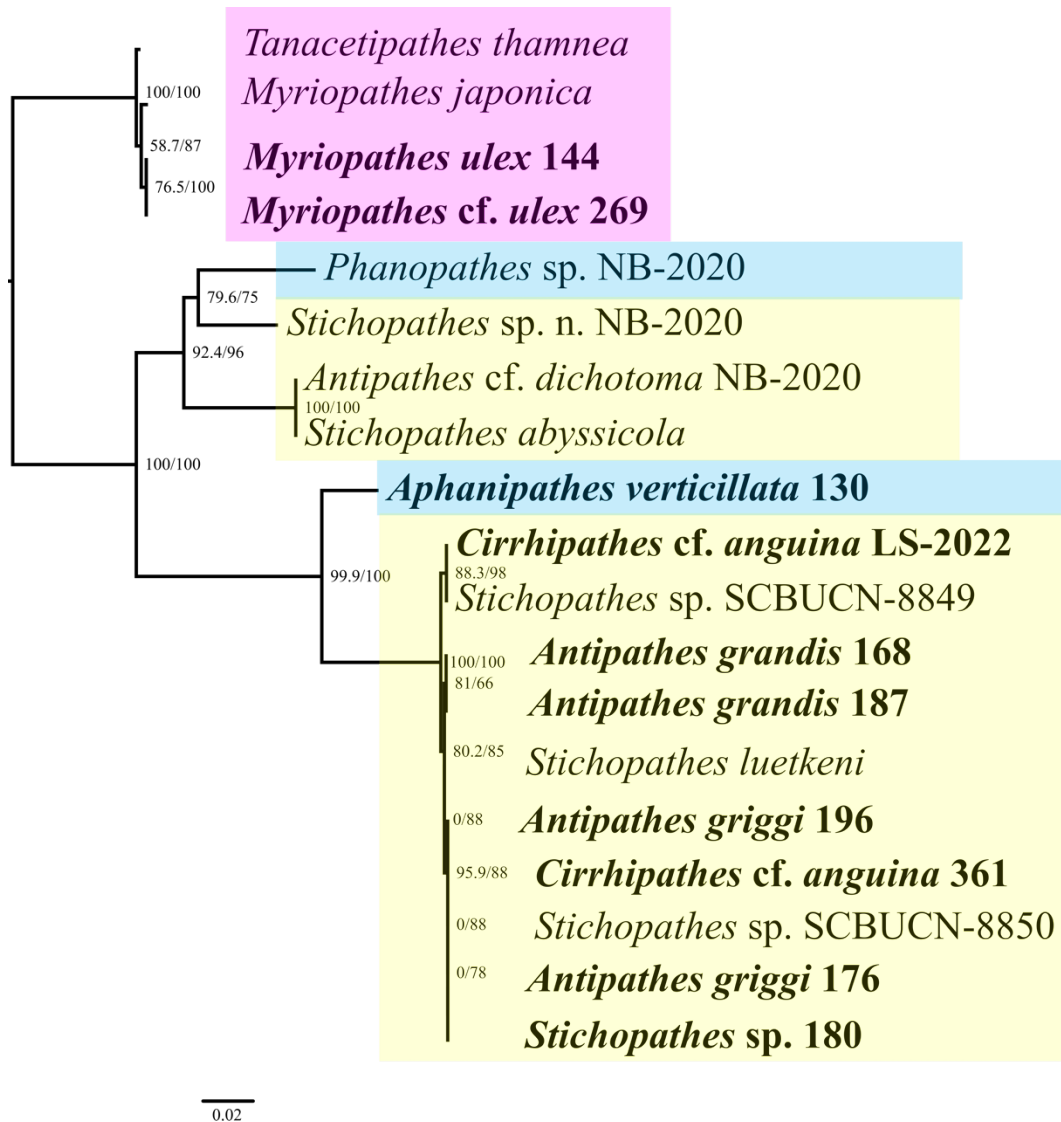 Tanacetipathes thamnea
100/100
Myriopathes japonica
58.7/87
Myriopathes ulex 144
76.5/100
Myriopathes cf. ulex 269
Phanopathes sp. NB-2020
79.6/75
Stichopathes sp. n. NB-2020
92.4/96
Antipathes cf. dichotoma NB-2020
100/100
Stichopathes abyssicola
100/100
Aphanipathes verticillata 130
Cirrhipathes cf. anguina LS-2022
99.9/100
88.3/98
Stichopathes sp. SCBUCN-8849
Antipathes grandis 168
100/100
81/66
Antipathes grandis 187
80.2/85
Stichopathes luetkeni
0/88
Antipathes griggi 196
95.9/88
Cirrhipathes cf. anguina 361
0/88
Stichopathes sp. SCBUCN-8850
0/78
Antipathes griggi 176
Stichopathes sp. 180
0.02